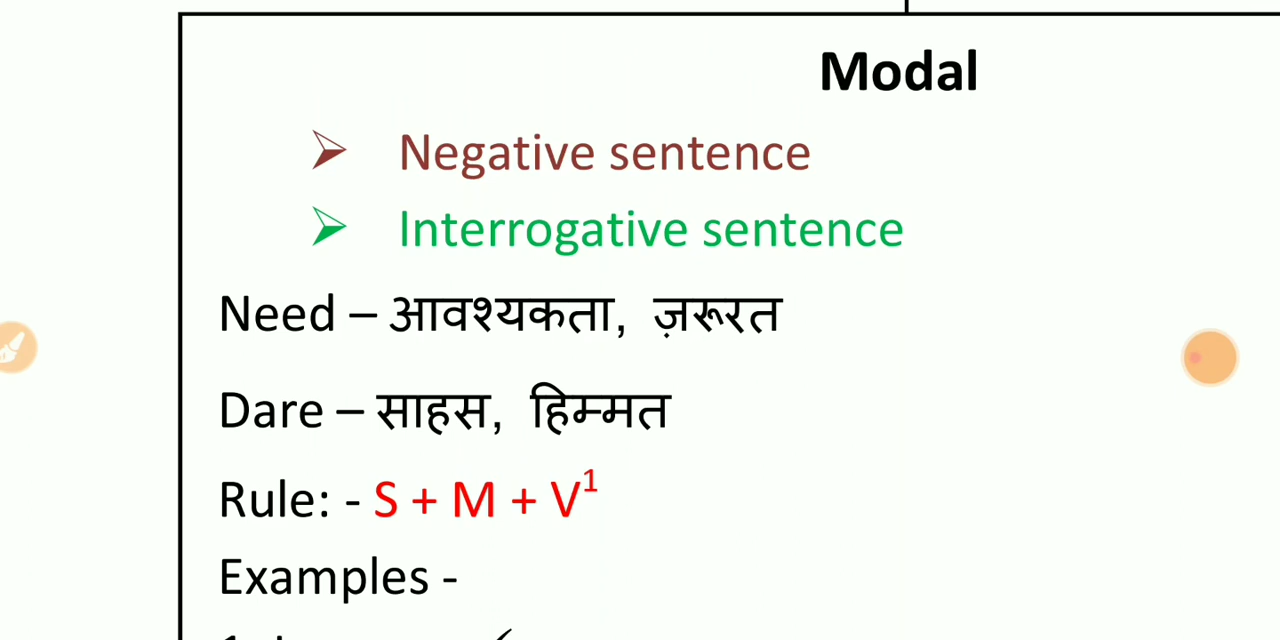 Modal
➢ Negative sentence
➢ Interrogative sentence
Need – आवश्यकता, ज़रूरत
Dare – साहस, हिम्मत
Rule: - S + M + V¹
Examples -